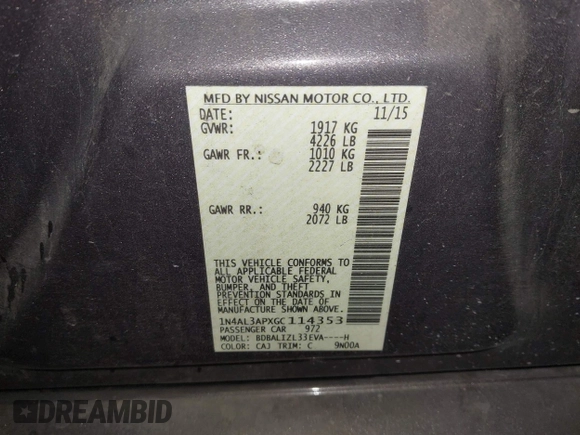 MFD BY NISSAN MOTOR CO., LTD.
DATE: 11/15
GVWR: 1917 KG
4226 LB
GAWR FR.: 1010 KG
2227 LB
GAWR RR.: 940 KG
2072 LB
THIS VEHICLE CONFORMS TO
ALL APPLICABLE FEDERAL
MOTOR VEHICLE SAFETY,
BUMPER, AND THEFT
PREVENTION STANDARDS IN
EFFECT ON THE DATE OF
MANUFACTURE SHOWN ABOVE.
1N4AL3APXGC114353
PASSENGER CAR 972
MODEL: BDBALIZL33EVA----H
COLOR: CAJ TRIM: C 9N00A
DREAMBID